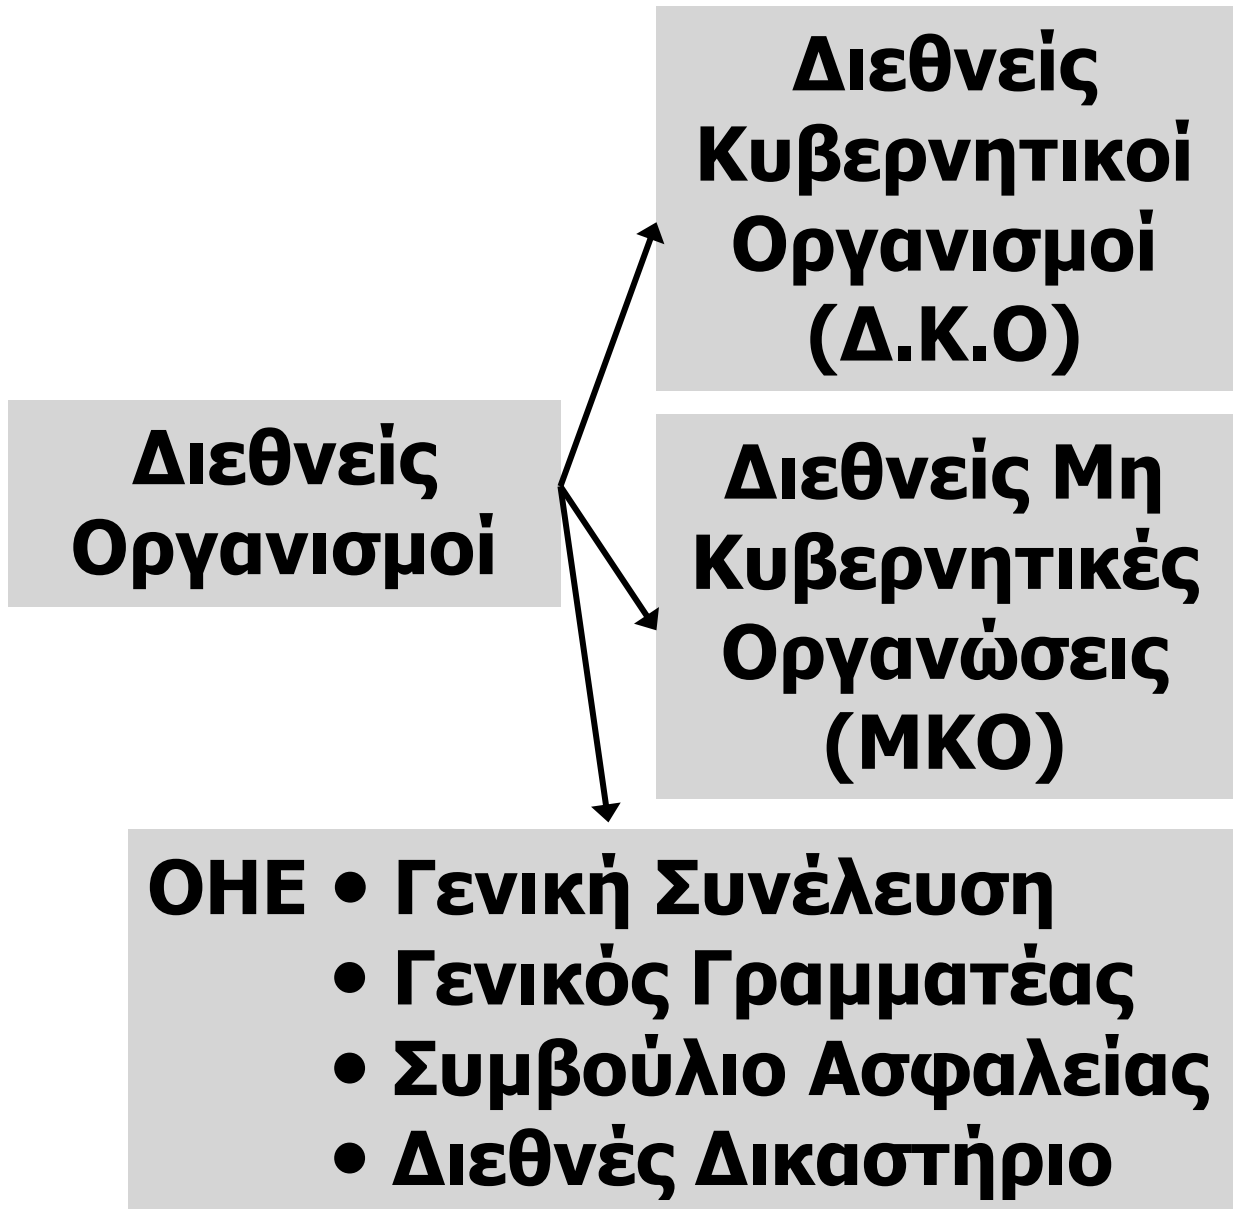 Διεθνείς
Κυβερνητικοί
Οργανισμοί
(Δ.Κ.Ο)
Διεθνείς
Οργανισμοί
Διεθνείς Μη
Κυβερνητικές
Οργανώσεις
(ΜΚΟ)
ΟΗΕ • Γενική Συνέλευση
• Γενικός Γραμματέας
• Συμβούλιο Ασφαλείας
• Διεθνές Δικαστήριο